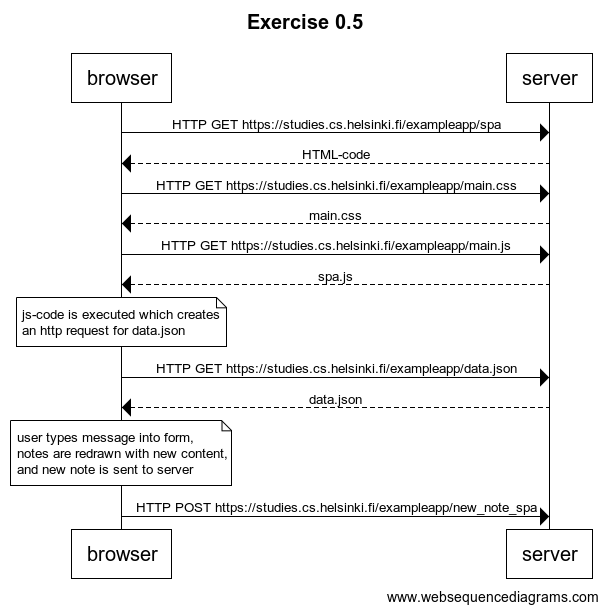 Exercise 0.5
browser
server
HTTP GET https://studies.cs.helsinki.fi/exampleapp/spa
HTML-code
HTTP GET https://studies.cs.helsinki.fi/exampleapp/main.css
main.css
HTTP GET https://studies.cs.helsinki.fi/exampleapp/main.js
spa.js
js-code is executed which creates
an http request for data.json
HTTP GET https://studies.cs.helsinki.fi/exampleapp/data.json
data.json
user types message into form,
notes are redrawn with new content,
and new note is sent to server
HTTP POST https://studies.cs.helsinki.fi/exampleapp/new_note_spa
browser
server
www.websequencediagrams.com